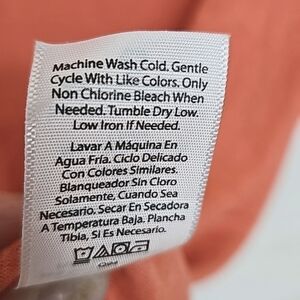 Machine Wash Cold. Gentle
Cycle With Like Colors. Only
Non Chlorine Bleach When
Needed. Tumble Dry Low.
Low Iron If Needed.
Lavar A Máquina En
Agua Fría. Ciclo Delicado
Con Colores Similares.
Blanqueador Sin Cloro
Solamente, Cuando Sea
Necesario. Secar En Secadora
A Temperatura Baja. Plancha
Tibia, Si Es Necesario.